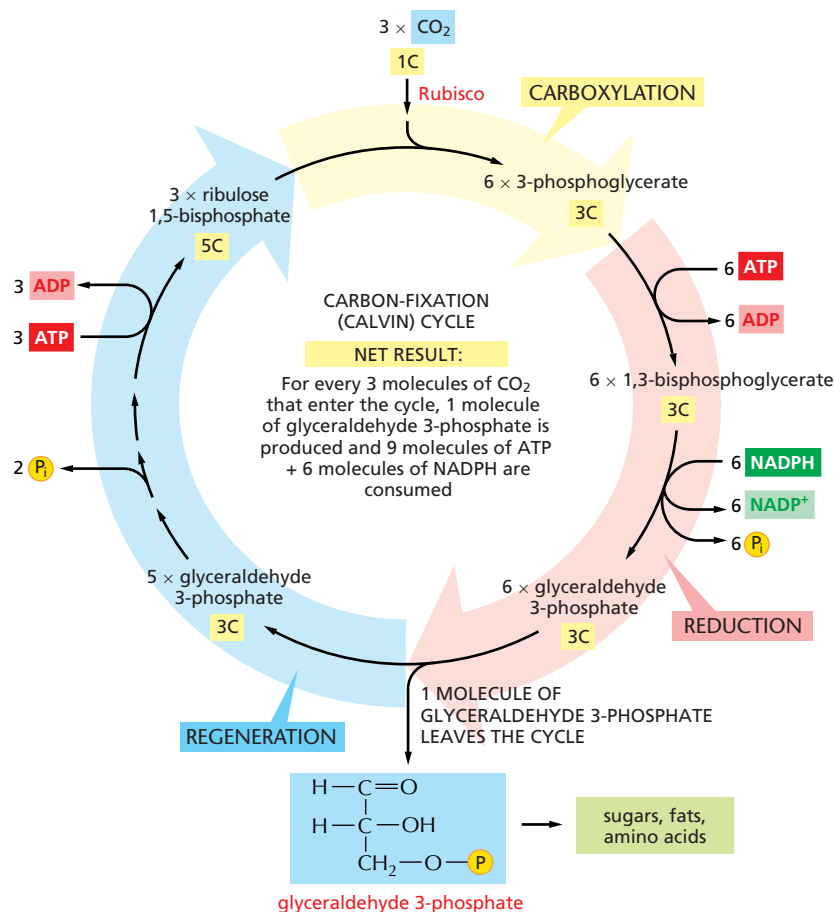 3 × CO₂
1C
Rubisco
CARBOXYLATION
6 × 3-phosphoglycerate
3C
6 ATP
6 ADP
6 × 1,3-bisphosphoglycerate
3C
6 NADPH
6 NADP⁺
6 Pᵢ
REDUCTION
6 × glyceraldehyde
3-phosphate
3C
1 MOLECULE OF
GLYCERALDEHYDE 3-PHOSPHATE
LEAVES THE CYCLE
REGENERATION
5 × glyceraldehyde
3-phosphate
3C
2 Pᵢ
3 ATP
3 ADP
3 × ribulose
1,5-bisphosphate
5C
CARBON-FIXATION
(CALVIN) CYCLE
NET RESULT:
For every 3 molecules of CO₂
that enter the cycle, 1 molecule
of glyceraldehyde 3-phosphate is
produced and 9 molecules of ATP
+ 6 molecules of NADPH are
consumed
H—C=O
H—C—OH
CH₂—O—P
glyceraldehyde 3-phosphate
sugars, fats,
amino acids